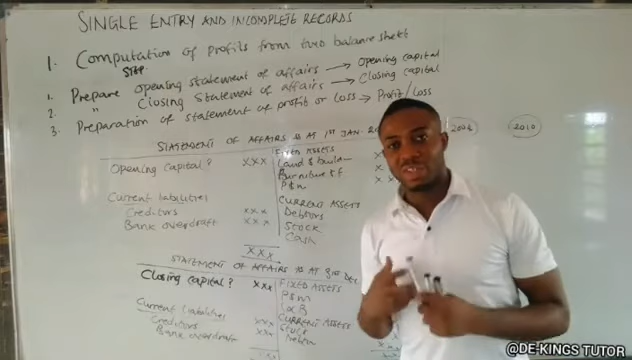 SINGLE ENTRY AND INCOMPLETE RECORDS
1. Computation of profits from two balance sheet
STEP
1. Prepare opening statement of affairs → opening capital
2. " Closing statement of affairs → closing capital
3. Preparation of statement of profit or loss → Profit/Loss
STATEMENT OF AFFAIRS AS AT 1ST JAN
2010
FIXED ASSETS
Opening capital? XXX Land &
Furniture & f
P&M
Current liabilities CURRENT ASSETS
Creditors XXX Debtors
Bank overdraft XXX Stock
Cash
XXX
STATEMENT OF AFFAIRS AS AT 31ST DEC
Closing capital? XXX FIXED ASSETS
P&M
L&B
Current liabilities CURRENT ASSETS
Creditors XXX Stock
Bank overdraft XXX
@DE-KINGS TUTOR